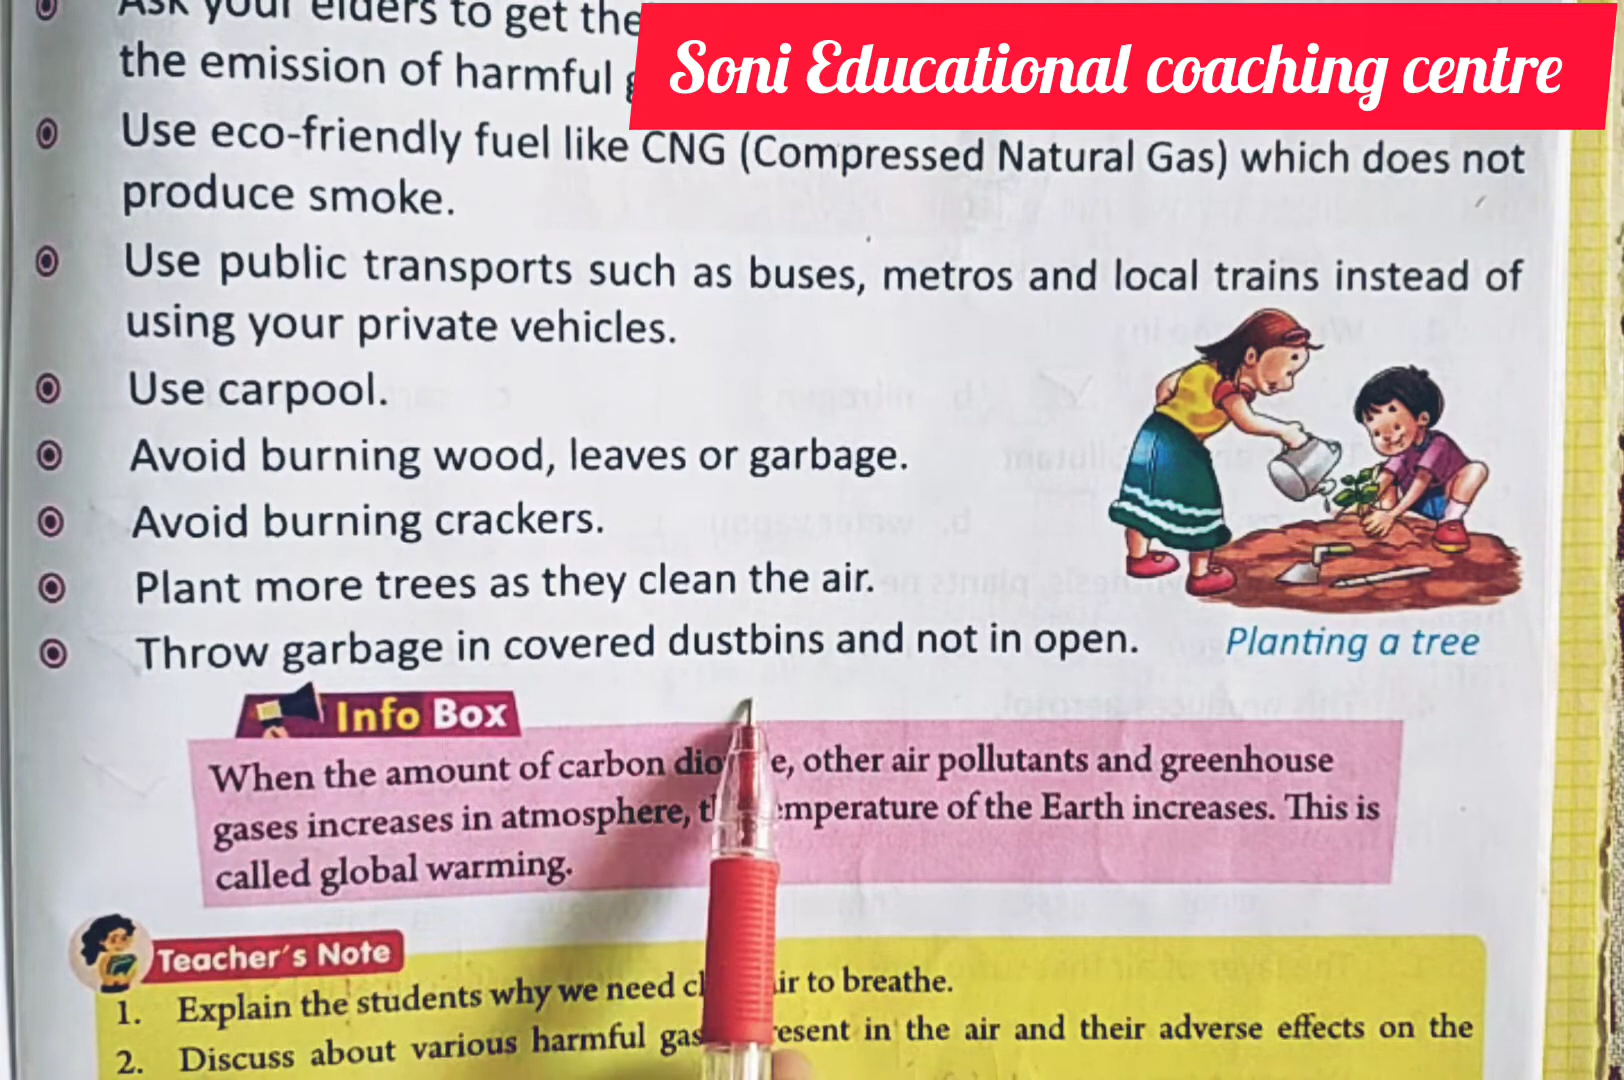 Ask your elders to get the
Soni Educational coaching centre
the emission of harmful
Use eco-friendly fuel like CNG (Compressed Natural Gas) which does not
produce smoke.
Use public transports such as buses, metros and local trains instead of
using your private vehicles.
Use carpool.
Avoid burning wood, leaves or garbage.
Avoid burning crackers.
Plant more trees as they clean the air.
Throw garbage in covered dustbins and not in open.
Planting a tree
Info Box
When the amount of carbon other air pollutants and greenhouse
gases increases in atmosphere, of the Earth increases. This is
called global warming.
Teacher's Note
1. Explain the students why we need to breathe.
2. Discuss about various harmful in the air and their adverse effects on the